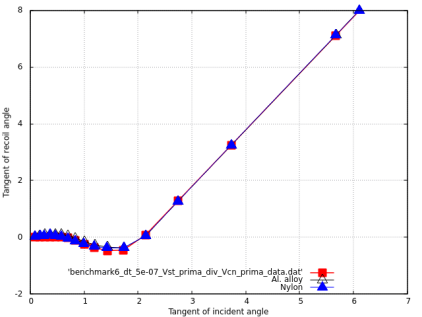 8
6
4
2
0
-2
Tangent of recoil angle
'benchmark6_dt_5e-07_Vst_prima_div_Vcn_prima_data.dat'
Al. alloy
Nylon
0 1 2 3 4 5 6 7
Tangent of incident angle